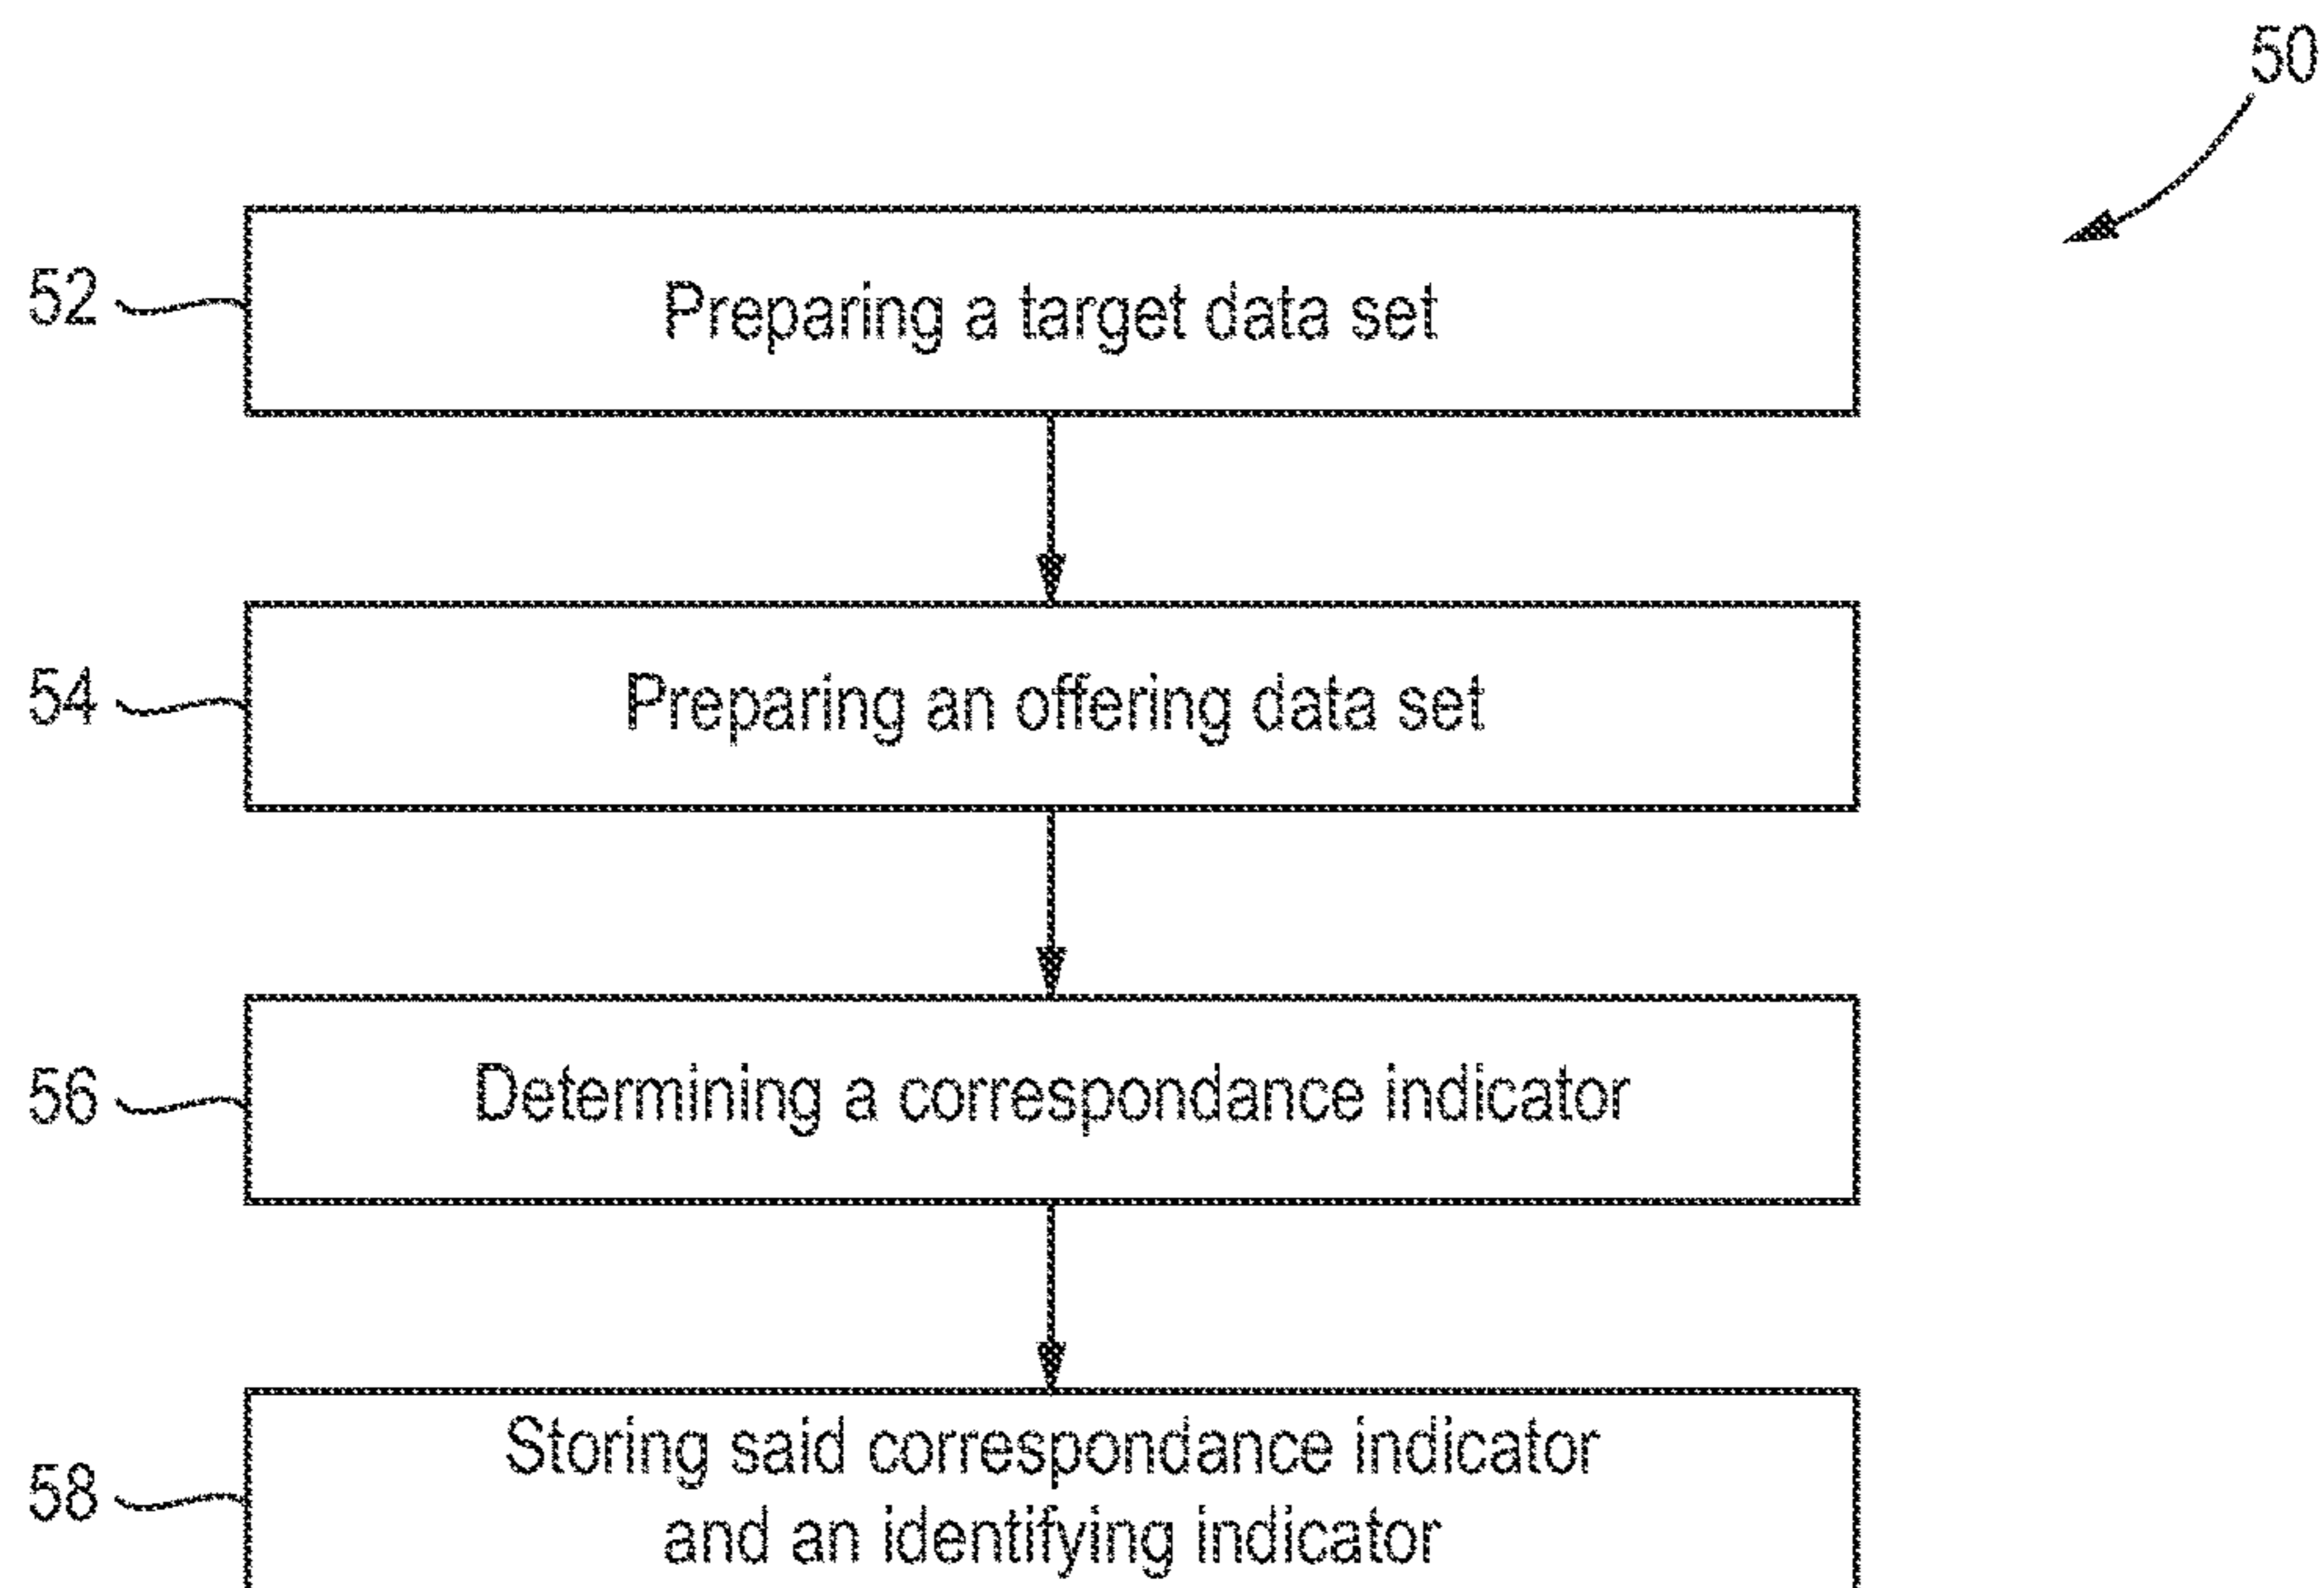 50
52
Preparing a target data set
54
Preparing an offering data set
56
Determining a correspondance indicator
58
Storing said correspondance indicator
and an identifying indicator